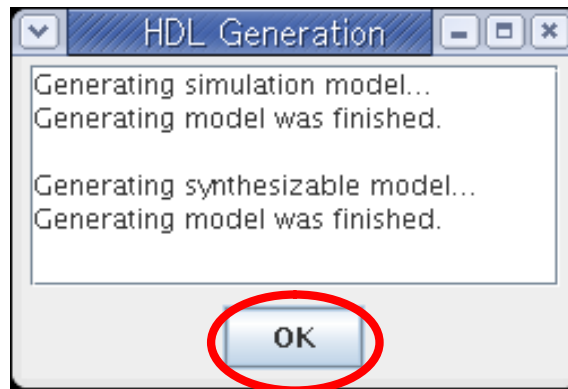 HDL Generation
Generating simulation model...
Generating model was finished.
Generating synthesizable model...
Generating model was finished.
OK